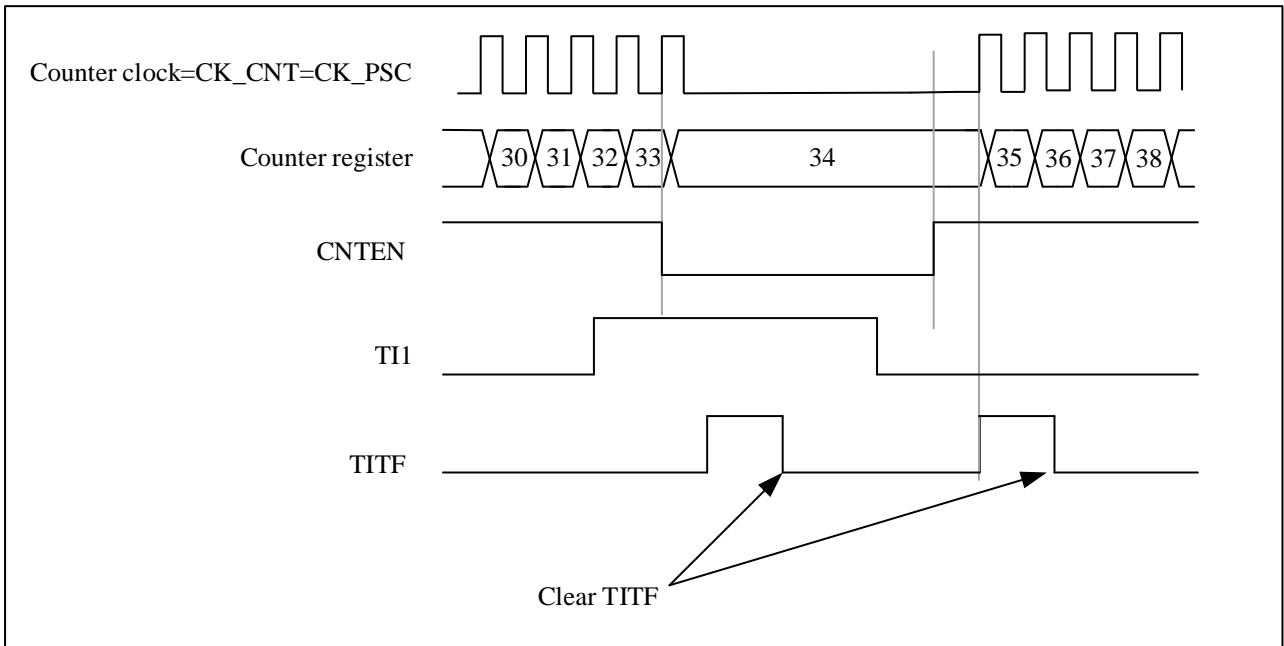 Counter clock=CK_CNT=CK_PSC
Counter register
30 31 32 33 34 35 36 37 38
CNTEN
TI1
TITF
Clear TITF